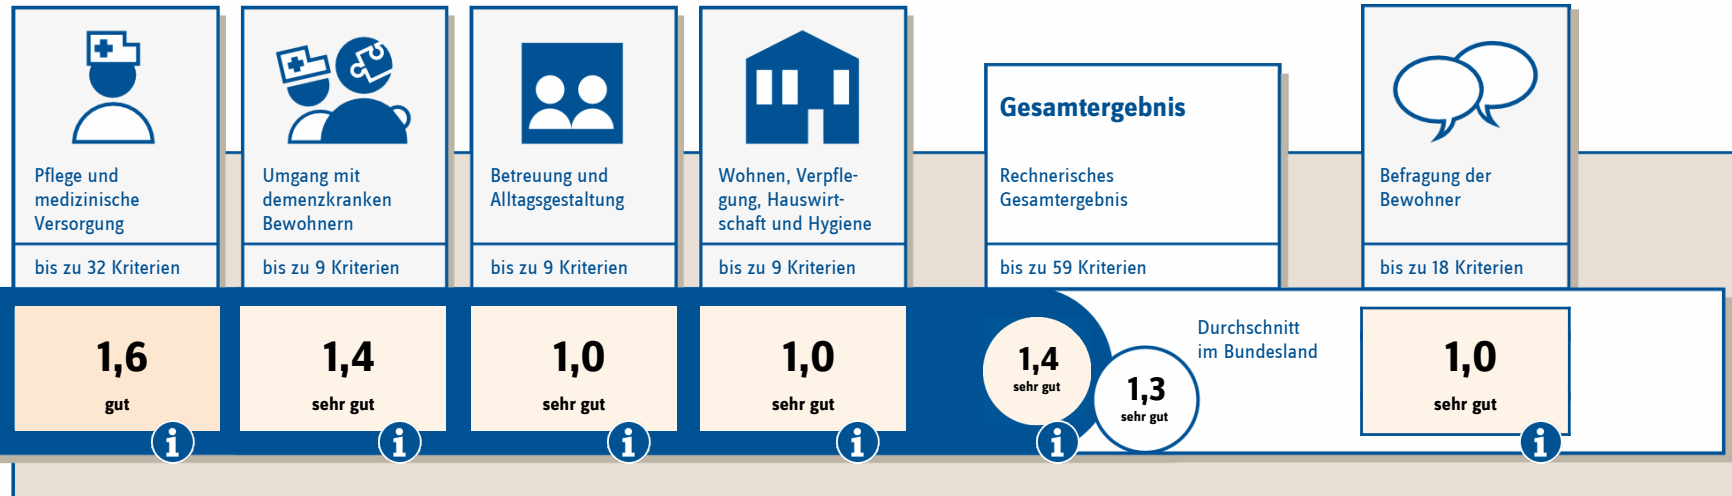 Pflege und
medizinische
Versorgung
bis zu 32 Kriterien
1,6
gut
Umgang mit
demenzkranken
Bewohnern
bis zu 9 Kriterien
1,4
sehr gut
Betreuung und
Alltagsgestaltung
bis zu 9 Kriterien
1,0
sehr gut
Wohnen, Verpfle-
gung, Hauswirt-
schaft und Hygiene
bis zu 9 Kriterien
1,0
sehr gut
Gesamtergebnis
Rechnerisches
Gesamtergebnis
bis zu 59 Kriterien
1,4
sehr gut
1,3
sehr gut
Durchschnitt
im Bundesland
Befragung der
Bewohner
bis zu 18 Kriterien
1,0
sehr gut